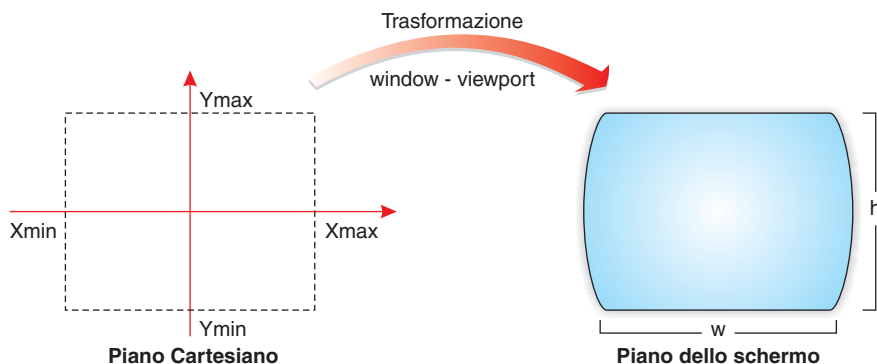 Trasformazione
window - viewport
Ymax
Xmin
Xmax
Ymin
Piano Cartesiano
h
w
Piano dello schermo